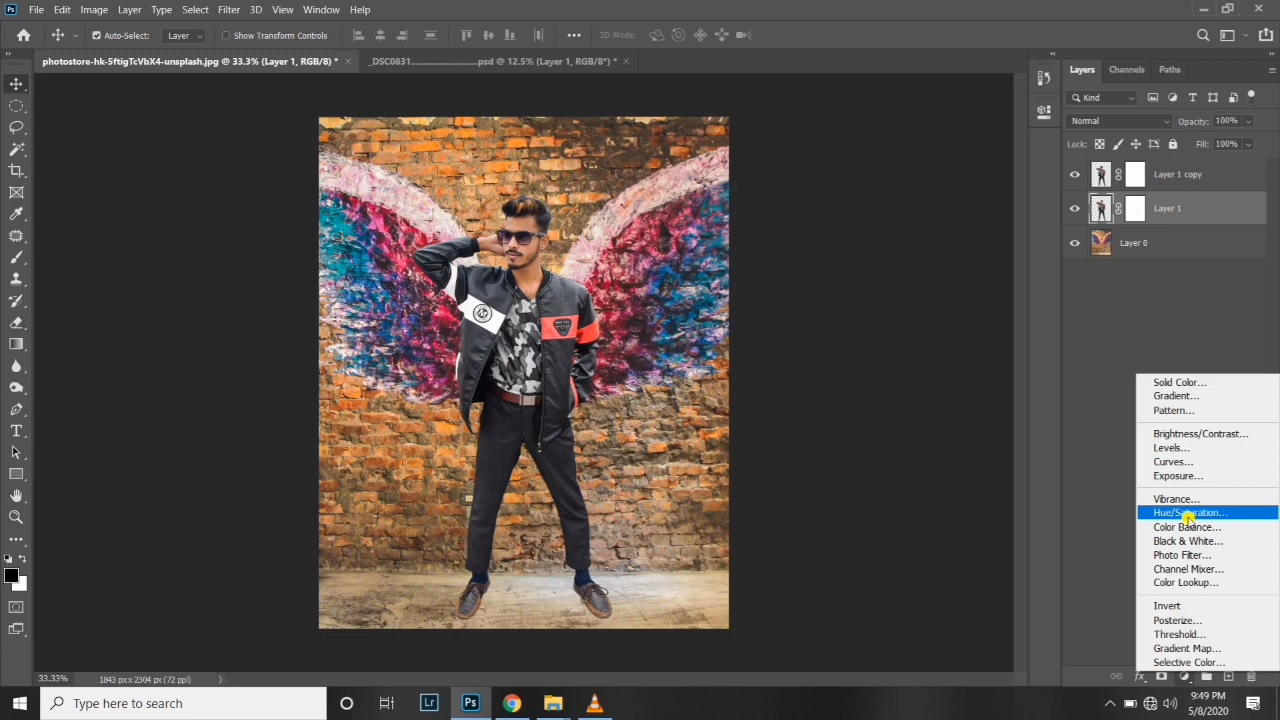 Ps File Edit Image Layer Type Select Filter 3D View Window Help
Auto-Select: Layer Show Transform Controls 3D Mode:
photostore-hk-5ftigTcVbX4-unsplash.jpg @ 33.3% (Layer 1, RGB/8) *
psd @ 12.5% (Layer 1, RGB/8*) *
Layers Channels Paths
Kind
Normal Opacity: 100%
Lock: Fill: 100%
Layer 1 copy
Layer 1
Layer 0
Solid Color...
Gradient...
Pattern...
Brightness/Contrast...
Levels...
Curves...
Exposure...
Vibrance...
Hue/Saturation...
Color Balance...
Black & White...
Photo Filter...
Channel Mixer...
Color Lookup...
Invert
Posterize...
Threshold...
Gradient Map...
Selective Color...
33.33% 1843 px x 2304 px (72 ppi)
Type here to search
Lr
Ps
9:49 PM
5/8/2020